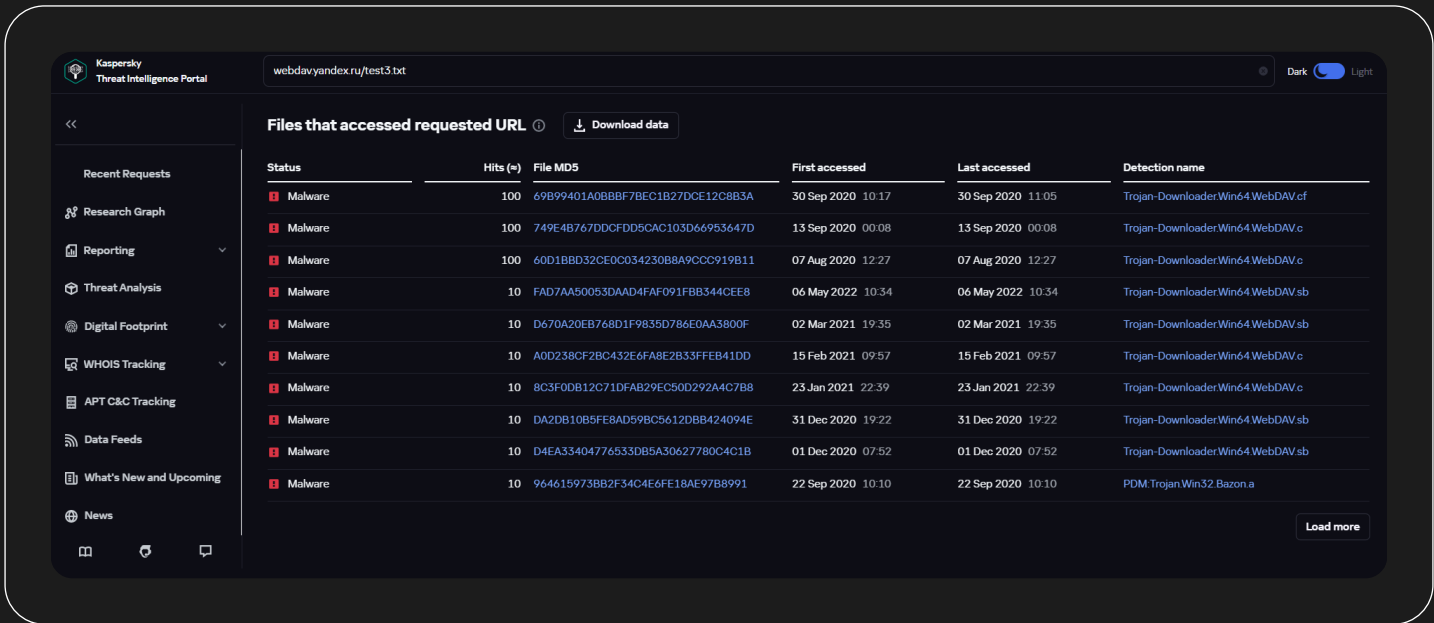 Kaspersky
Threat Intelligence Portal
webdav.yandex.ru/test3.txt
Dark Light
Files that accessed requested URL Download data
Recent Requests
Research Graph
Reporting
Threat Analysis
Digital Footprint
WHOIS Tracking
APT C&C Tracking
Data Feeds
What's New and Upcoming
News
Status Hits (≈) File MD5 First accessed Last accessed Detection name
Malware 100 69B99401A0BBBF7BEC1B27DCE12C8B3A 30 Sep 2020 10:17 30 Sep 2020 11:05 Trojan-Downloader.Win64.WebDAV.cf
Malware 100 749E4B767DDCFDD5CAC103D66953647D 13 Sep 2020 00:08 13 Sep 2020 00:08 Trojan-Downloader.Win64.WebDAV.c
Malware 100 60D1BBD32CE0C034230B8A9CCC919B11 07 Aug 2020 12:27 07 Aug 2020 12:27 Trojan-Downloader.Win64.WebDAV.c
Malware 10 FAD7AA50053DAAD4FAF091FBB344CEE8 06 May 2022 10:34 06 May 2022 10:34 Trojan-Downloader.Win64.WebDAV.sb
Malware 10 D670A20EB768D1F9835D786E0AA3800F 02 Mar 2021 19:35 02 Mar 2021 19:35 Trojan-Downloader.Win64.WebDAV.sb
Malware 10 A0D238CF2BC432E6FA8E2B33FFEB41DD 15 Feb 2021 09:57 15 Feb 2021 09:57 Trojan-Downloader.Win64.WebDAV.c
Malware 10 8C3F0DB12C71DFAB29EC50D292A4C7B8 23 Jan 2021 22:39 23 Jan 2021 22:39 Trojan-Downloader.Win64.WebDAV.c
Malware 10 DA2DB10B5FE8AD59BC5612DBB424094E 31 Dec 2020 19:22 31 Dec 2020 19:22 Trojan-Downloader.Win64.WebDAV.sb
Malware 10 D4EA33404776533DB5A30627780C4C1B 01 Dec 2020 07:52 01 Dec 2020 07:52 Trojan-Downloader.Win64.WebDAV.sb
Malware 10 964615973BB2F34C4E6FE18AE97B8991 22 Sep 2020 10:10 22 Sep 2020 10:10 PDM:Trojan.Win32.Bazon.a
Load more